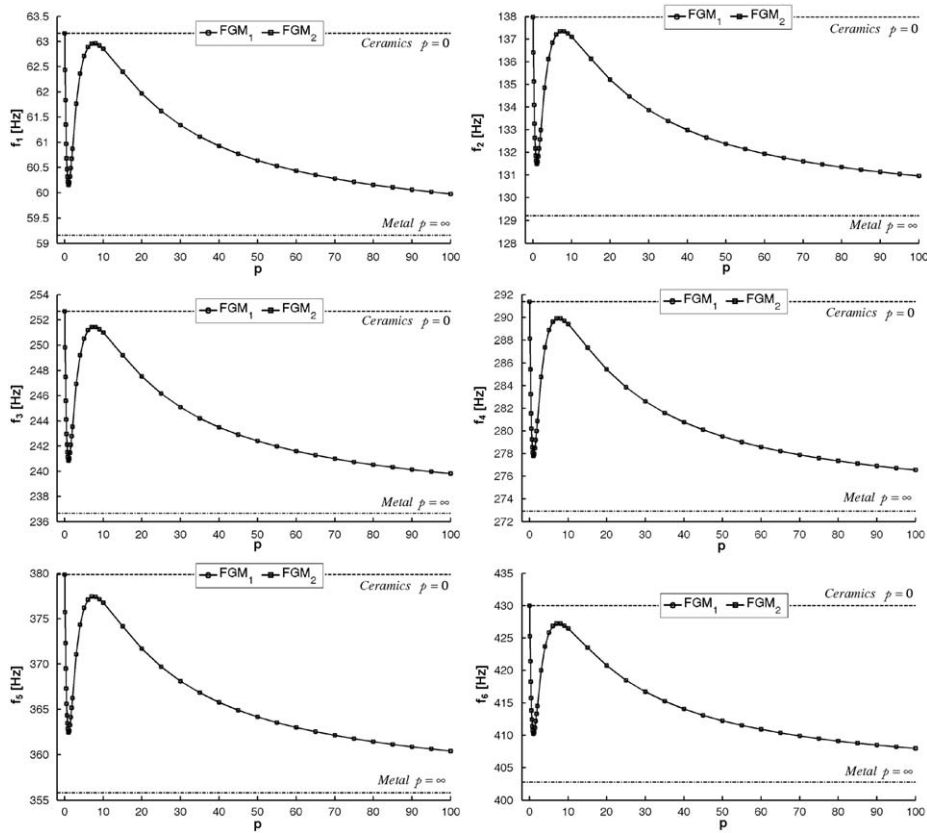 63.5
63
62.5
62
61.5
61
60.5
60
59.5
59
f1 [Hz]
FGM1 FGM2
Ceramics p = 0
Metal p = ∞
0 10 20 30 40 50 60 70 80 90 100
p
138
137
136
135
134
133
132
131
130
129
128
f2 [Hz]
FGM1 FGM2
Ceramics p = 0
Metal p = ∞
0 10 20 30 40 50 60 70 80 90 100
p
254
252
250
248
246
244
242
240
238
236
f3 [Hz]
FGM1 FGM2
Ceramics p = 0
Metal p = ∞
0 10 20 30 40 50 60 70 80 90 100
p
292
290
288
286
284
282
280
278
276
274
272
f4 [Hz]
FGM1 FGM2
Ceramics p = 0
Metal p = ∞
0 10 20 30 40 50 60 70 80 90 100
p
380
375
370
365
360
355
f5 [Hz]
FGM1 FGM2
Ceramics p = 0
Metal p = ∞
0 10 20 30 40 50 60 70 80 90 100
p
435
430
425
420
415
410
405
400
f6 [Hz]
FGM1 FGM2
Ceramics p = 0
Metal p = ∞
0 10 20 30 40 50 60 70 80 90 100
p